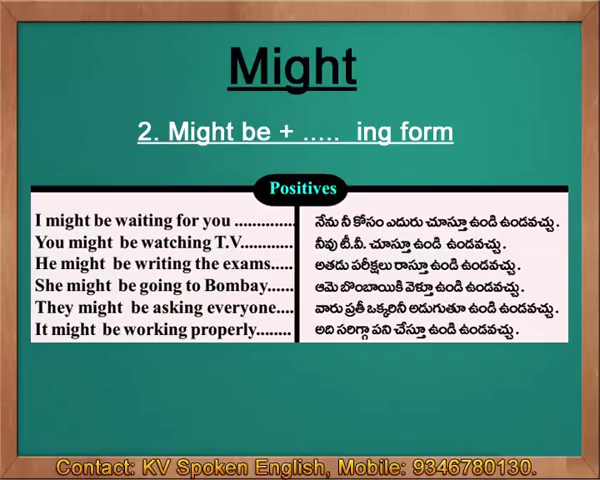 Might
2. Might be + ..... ing form
Positives
I might be waiting for you ............... నేను నీ కోసం ఎదురు చూస్తూ ఉండి ఉండవచ్చు.
You might be watching T.V............ నీవు టీ.వీ. చూస్తూ ఉండి ఉండవచ్చు.
He might be writing the exams..... అతడు పరీక్షలు రాస్తూ ఉండి ఉండవచ్చు.
She might be going to Bombay...... ఆమె బొంబాయికి వెళ్తూ ఉండి ఉండవచ్చు.
They might be asking everyone.... వారు ప్రతీ ఒక్కరినీ అడుగుతూ ఉండి ఉండవచ్చు.
It might be working properly........ అది సరిగ్గా పని చేస్తూ ఉండి ఉండవచ్చు.
Contact: KV Spoken English, Mobile: 9346780130.